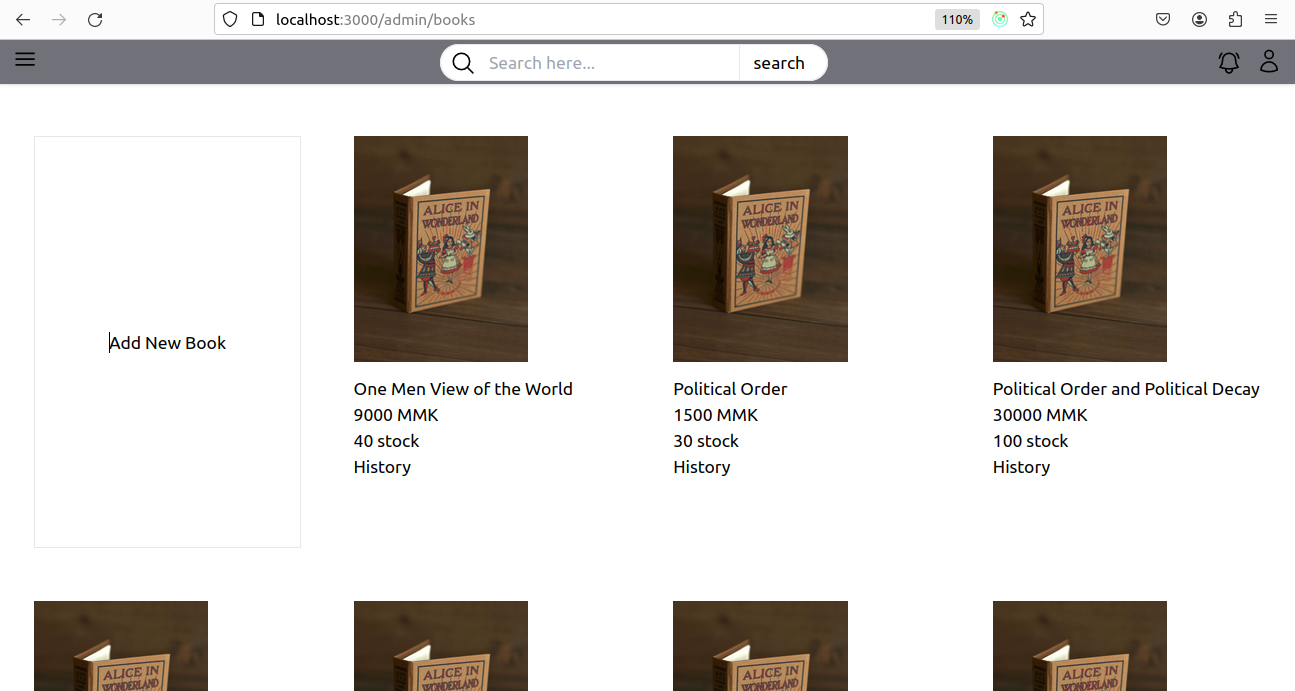 localhost:3000/admin/books
110%
Search here...
search
Add New Book
ALICE IN
WONDERLAND
One Men View of the World
9000 MMK
40 stock
History
ALICE IN
WONDERLAND
Political Order
1500 MMK
30 stock
History
ALICE IN
WONDERLAND
Political Order and Political Decay
30000 MMK
100 stock
History
ALICE IN
WONDERLAND
ALICE IN
WONDERLAND
ALICE IN
WONDERLAND
ALICE IN
WONDERLAND